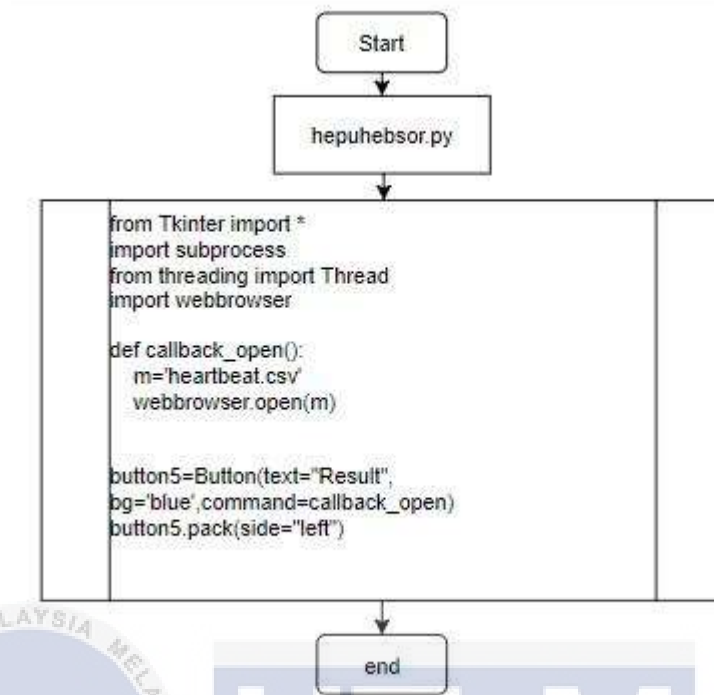 Start
hepuhebsor.py
from Tkinter import *
import subprocess
from threading import Thread
import webbrowser
def callback_open():
m='heartbeat.csv'
webbrowser.open(m)
button5=Button(text="Result",
bg='blue',command=callback_open)
button5.pack(side="left")
end